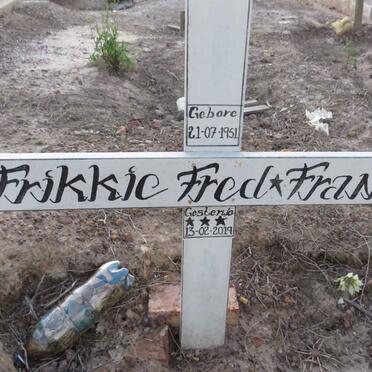 Gebore
21-07-1951
Frikkie Fred★Fran
Gesterwe
★★★
13-02-2019